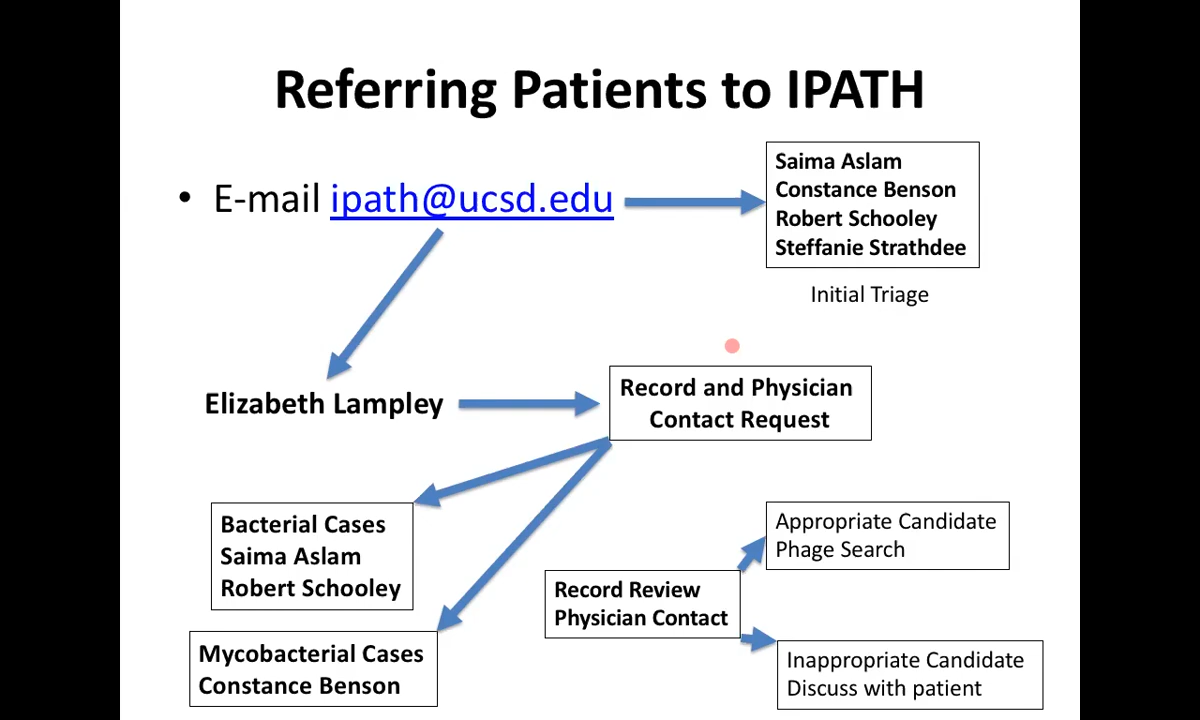 Referring Patients to IPATH
• E-mail ipath@ucsd.edu
Saima Aslam
Constance Benson
Robert Schooley
Steffanie Strathdee
Initial Triage
Elizabeth Lampley
Record and Physician
Contact Request
Bacterial Cases
Saima Aslam
Robert Schooley
Mycobacterial Cases
Constance Benson
Record Review
Physician Contact
Appropriate Candidate
Phage Search
Inappropriate Candidate
Discuss with patient